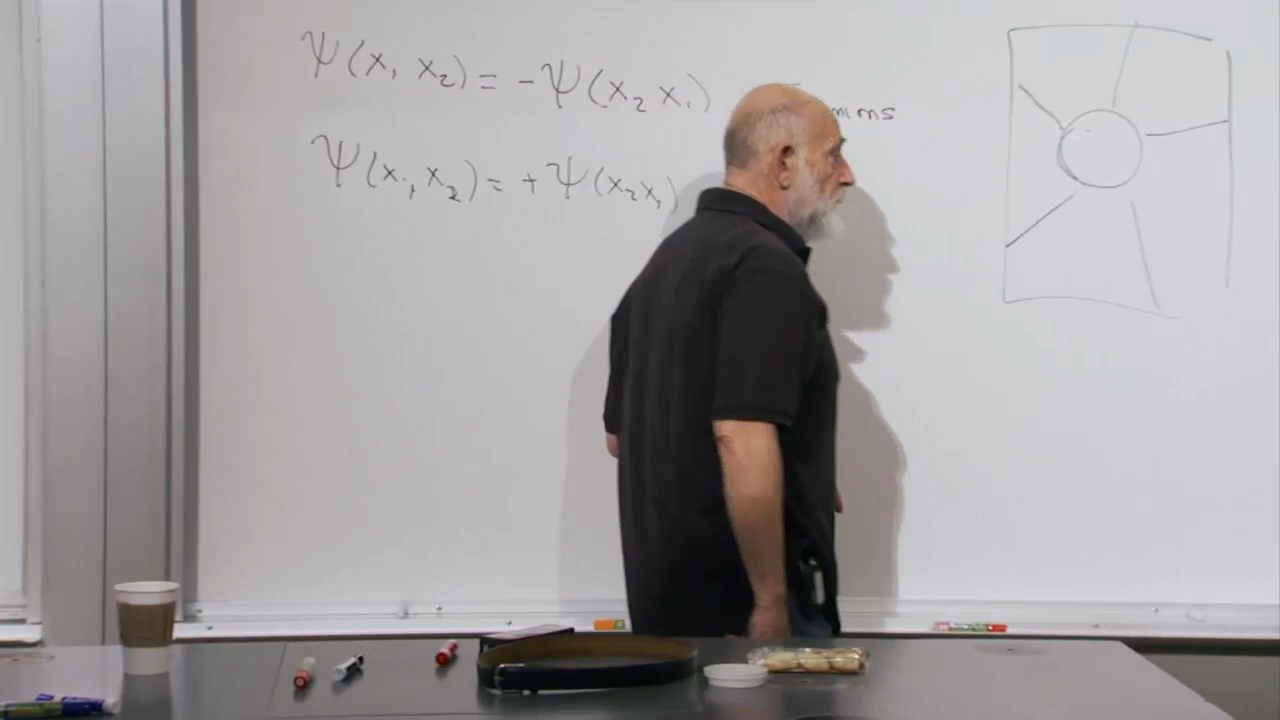 Ψ(x, x₂) = -Ψ(x₂ x₁)
Ψ(x₁, x₂) = +Ψ(x₂ x₁)